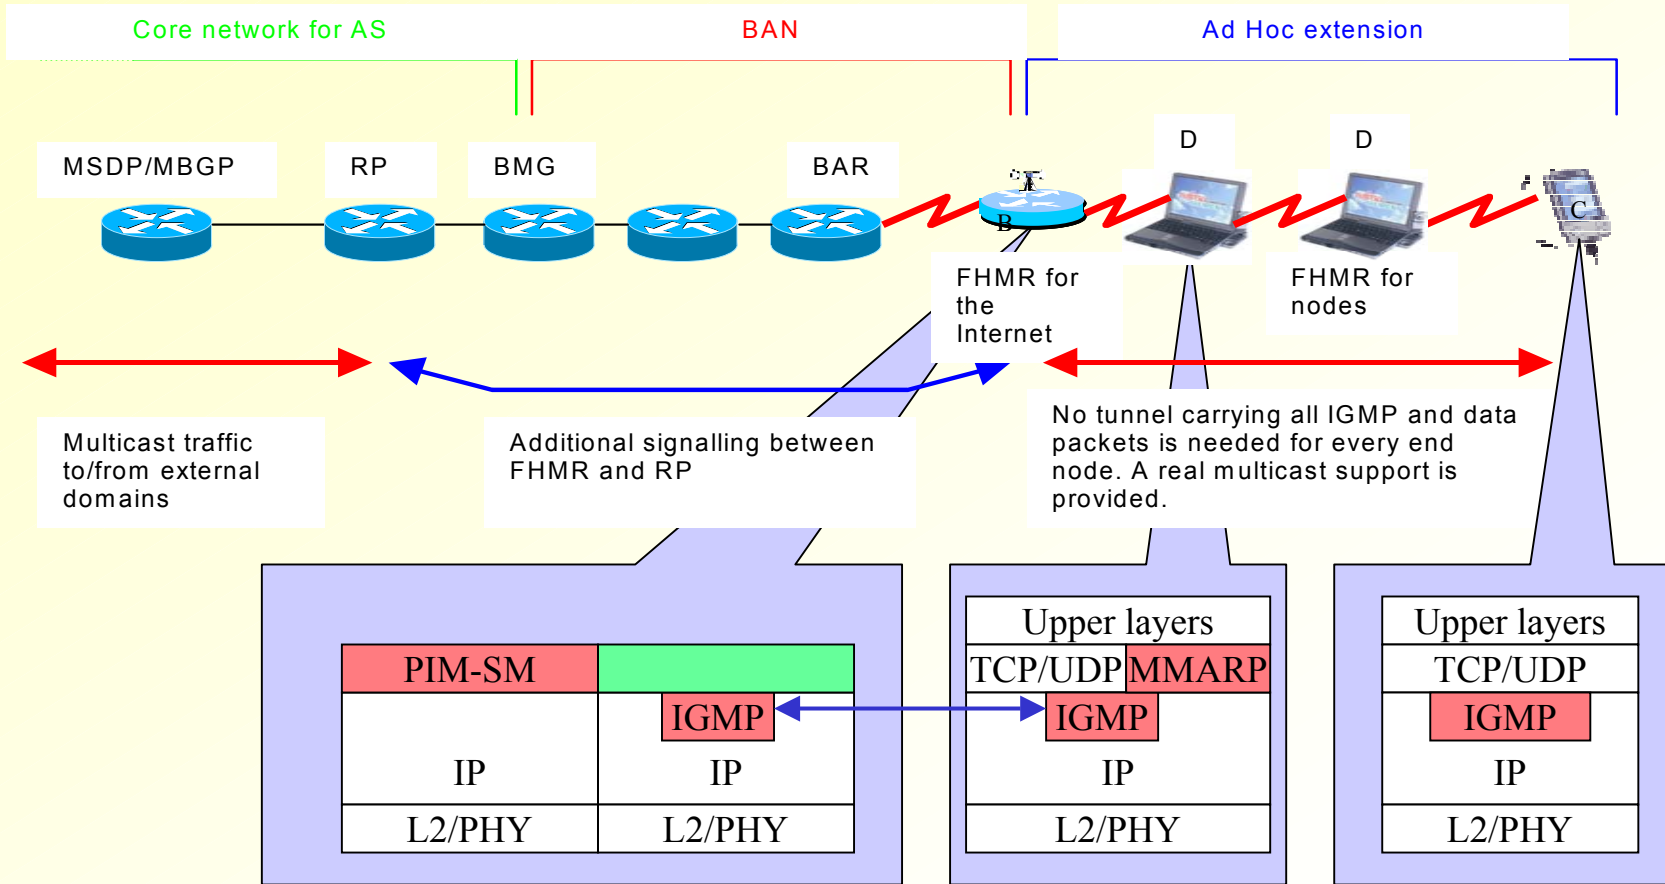 Core network for AS
BAN
Ad Hoc extension
MSDP/MBGP
RP
BMG
BAR
D
D
B
C
FHMR for
the
Internet
FHMR for
nodes
Multicast traffic
to/from external
domains
Additional signalling between
FHMR and RP
No tunnel carrying all IGMP and data
packets is needed for every end
node. A real multicast support is
provided.
PIM-SM
IGMP
IP
IP
L2/PHY
L2/PHY
Upper layers
TCP/UDP
MMARP
IGMP
IP
L2/PHY
Upper layers
TCP/UDP
IGMP
IP
L2/PHY